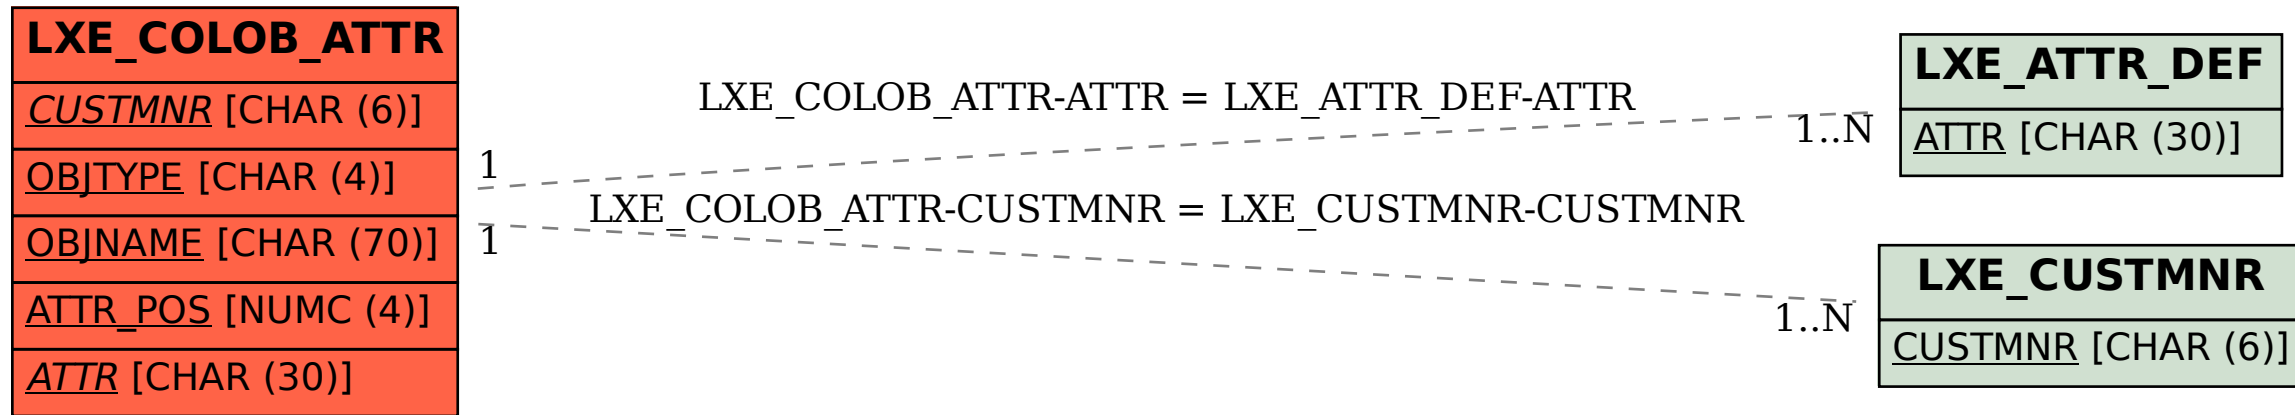 LXE_COLOB_ATTR
CUSTMNR [CHAR (6)]
OBJTYPE [CHAR (4)]
OBJNAME [CHAR (70)]
ATTR_POS [NUMC (4)]
ATTR [CHAR (30)]
LXE_COLOB_ATTR-ATTR = LXE_ATTR_DEF-ATTR
1
1..N
LXE_COLOB_ATTR-CUSTMNR = LXE_CUSTMNR-CUSTMNR
1
1..N
LXE_ATTR_DEF
ATTR [CHAR (30)]
LXE_CUSTMNR
CUSTMNR [CHAR (6)]